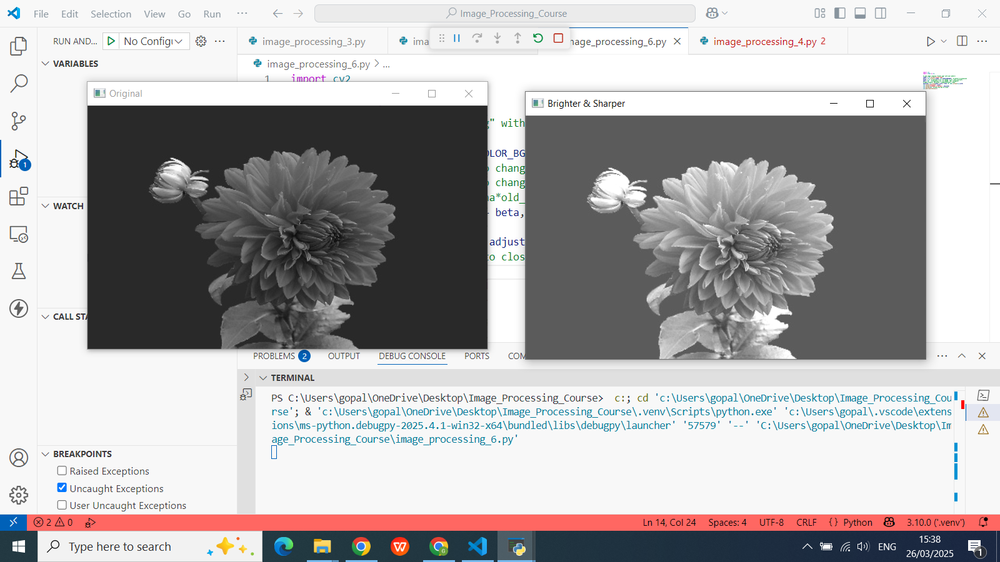 File Edit Selection View Go Run ...
Image_Processing_Course
RUN AND...
No Config
image_processing_3.py
image_processing_6.py
image_processing_4.py 2
VARIABLES
image_processing_6.py > ...
1 import cv2
Original
Brighter & Sharper
" with
OLOR_BG
chang
chang
a*old_
beta,
adjust
to clos
1
WATCH
CALL STA
PROBLEMS 2
OUTPUT
DEBUG CONSOLE
PORTS
COM
TERMINAL
PS C:\Users\gopal\OneDrive\Desktop\Image_Processing_Course> c:; cd 'c:\Users\gopal\OneDrive\Desktop\Image_Processing_Cou
rse'; & 'c:\Users\gopal\OneDrive\Desktop\Image_Processing_Course\.venv\Scripts\python.exe' 'c:\Users\gopal\.vscode\extens
ions\ms-python.debugpy-2025.4.1-win32-x64\bundled\libs\debugpy\launcher' '57579' '--' 'C:\Users\gopal\OneDrive\Desktop\Im
age_Processing_Course\image_processing_6.py'
BREAKPOINTS
Raised Exceptions
Uncaught Exceptions
User Uncaught Exceptions
2 0
Ln 14, Col 24
Spaces: 4
UTF-8
CRLF
{ } Python
3.10.0 ('.venv')
Type here to search
ENG
15:38
26/03/2025
1